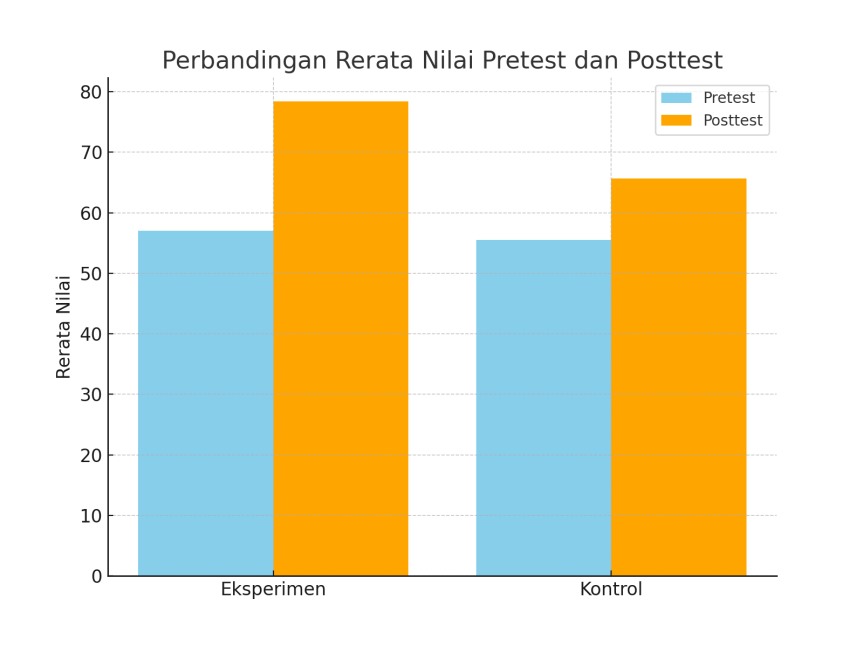 Perbandingan Rerata Nilai Pretest dan Posttest
Pretest
Posttest
Rerata Nilai
80
70
60
50
40
30
20
10
0
Eksperimen
Kontrol